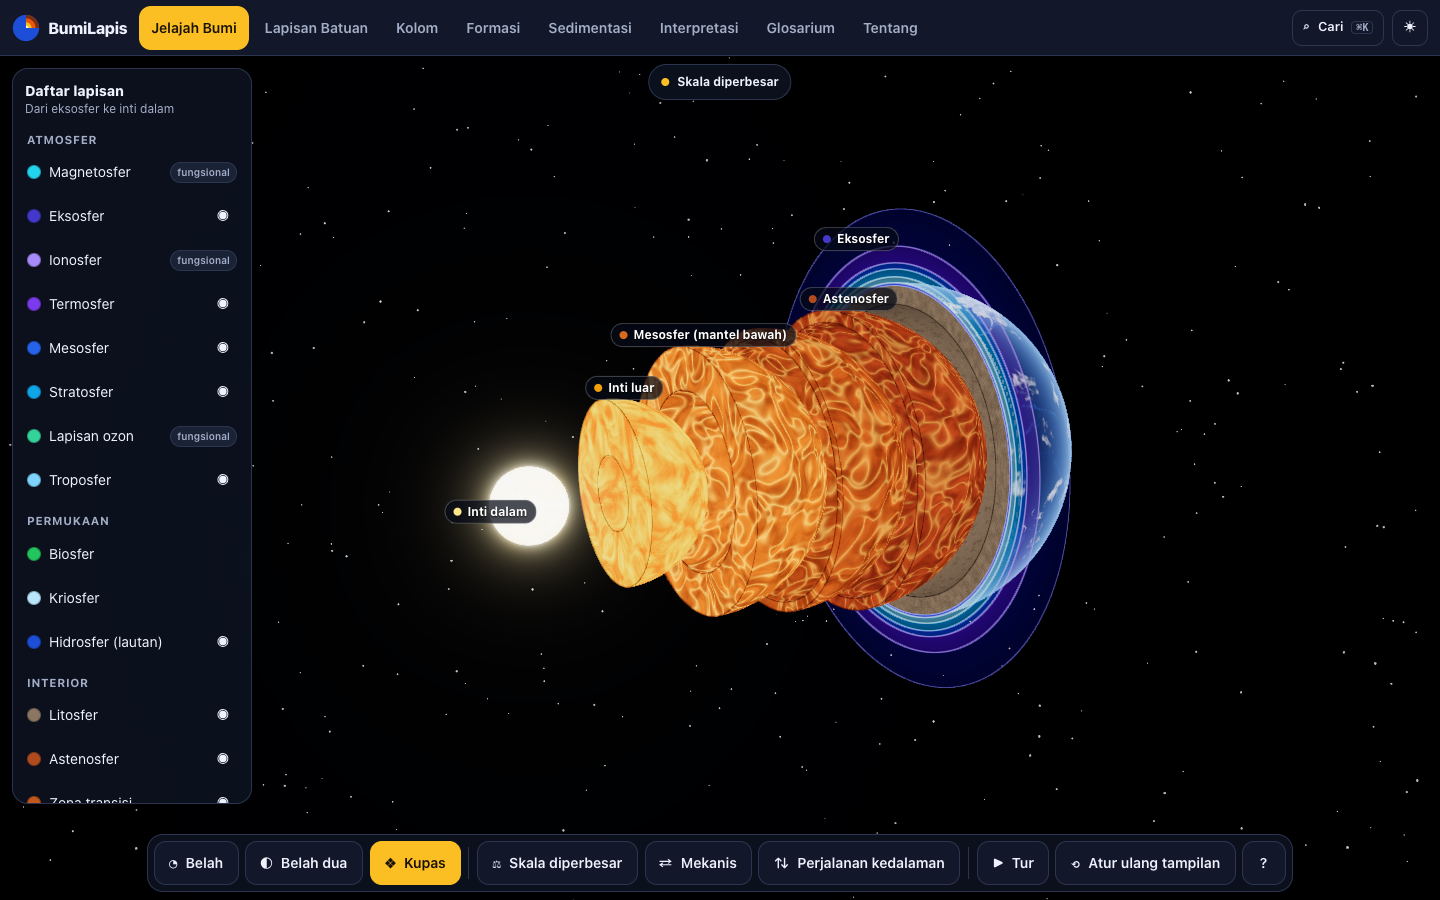 BumiLapis
Jelajah Bumi
Lapisan Batuan
Kolom
Formasi
Sedimentasi
Interpretasi
Glosarium
Tentang
Cari ⌘K
Skala diperbesar
Daftar lapisan
Dari eksosfer ke inti dalam
ATMOSFER
Magnetosfer fungsional
Eksosfer
Ionosfer fungsional
Termosfer
Mesosfer
Stratosfer
Lapisan ozon fungsional
Troposfer
PERMUKAAN
Biosfer
Kriosfer
Hidrosfer (lautan)
INTERIOR
Litosfer
Astenosfer
Zona transisi
Eksosfer
Astenosfer
Mesosfer (mantel bawah)
Inti luar
Inti dalam
Belah
Belah dua
Kupas
Skala diperbesar
Mekanis
Perjalanan kedalaman
Tur
Atur ulang tampilan
?